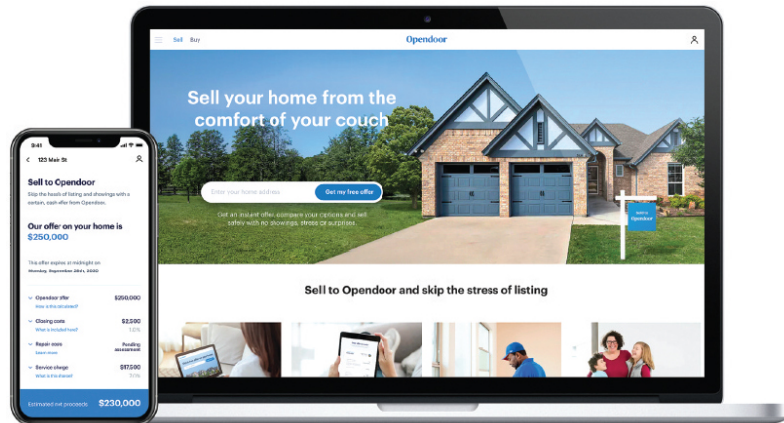 Sell Buy
Opendoor
Sell your home from the
comfort of your couch
Enter your home address
Get my free offer
Get an instant offer, compare your options and sell
safely with no showings, stress or surprises.
Opendoor
Sell to Opendoor and skip the stress of listing
9:41
123 Main St
Sell to Opendoor
Skip the hassle of listing and showings with a
certain, cash offer from Opendoor.
Our offer on your home is
$250,000
This offer expires at midnight on
Opendoor offer $250,000
How is this calculated?
Closing costs $2,500
What is included here?
Repair costs Pending
assessment
Learn more
Service charge $17,500
What is this shared?
Estimated net proceeds $230,000